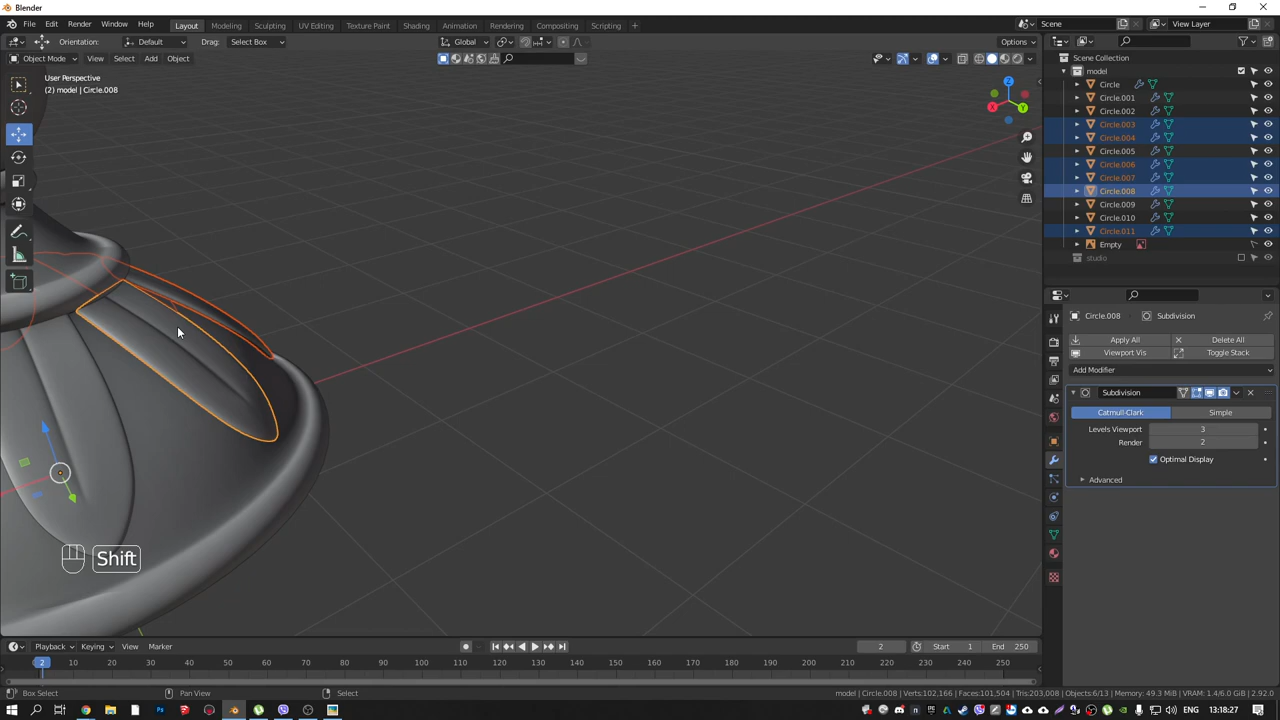 Blender
File Edit Render Window Help Layout Modeling Sculpting UV Editing Texture Paint Shading Animation Rendering Compositing Scripting + Scene View Layer
Orientation: Default Drag: Select Box Global Options
Object Mode View Select Add Object
User Perspective
(2) model | Circle.008
Scene Collection
model
Circle
Circle.001
Circle.002
Circle.003
Circle.004
Circle.005
Circle.006
Circle.007
Circle.008
Circle.009
Circle.010
Circle.011
Empty
studio
X
Y
Z
Circle.008 Subdivision
Apply All Delete All
Viewport Vis Toggle Stack
Add Modifier
Subdivision
Catmull-Clark Simple
Levels Viewport 3
Render 2
Optimal Display
Advanced
Shift
Playback Keying View Marker 2 Start 1 End 250
2 10 20 30 40 50 60 70 80 90 100 110 120 130 140 150 160 170 180 190 200 210 220 230 240 250
Box Select Pan View Select model | Circle.008 | Verts:102,166 | Faces:101,504 | Tris:203,008 | Objects:6/13 | Memory: 49.3 MiB | VRAM: 1.4/6.0 GiB | 2.92.0
ENG 13:18:27